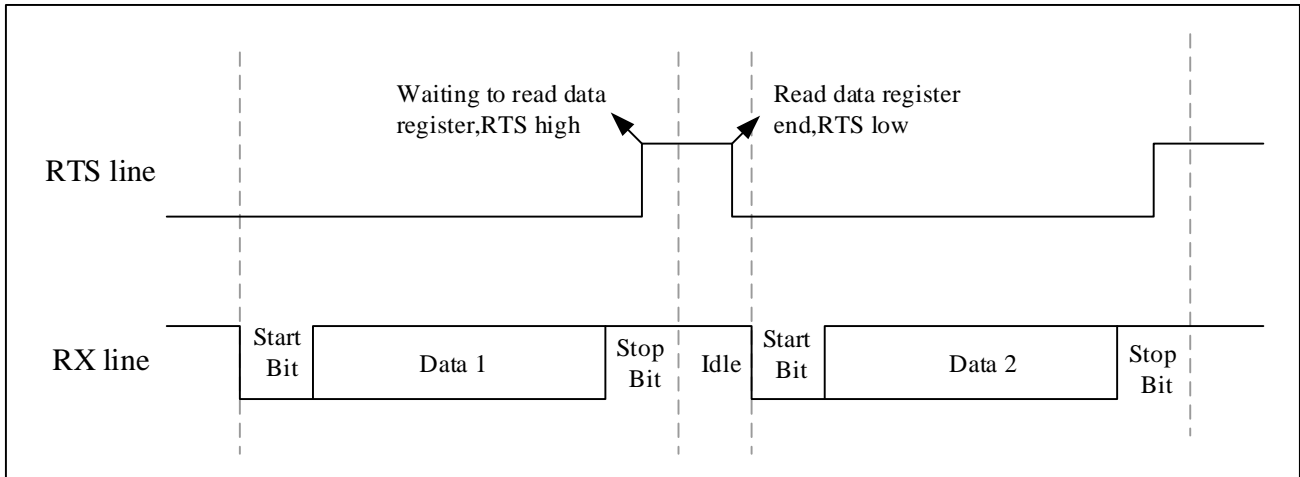 Waiting to read data
register,RTS high
Read data register
end,RTS low
RTS line
RX line
Start
Bit
Data 1
Stop
Bit
Idle
Start
Bit
Data 2
Stop
Bit